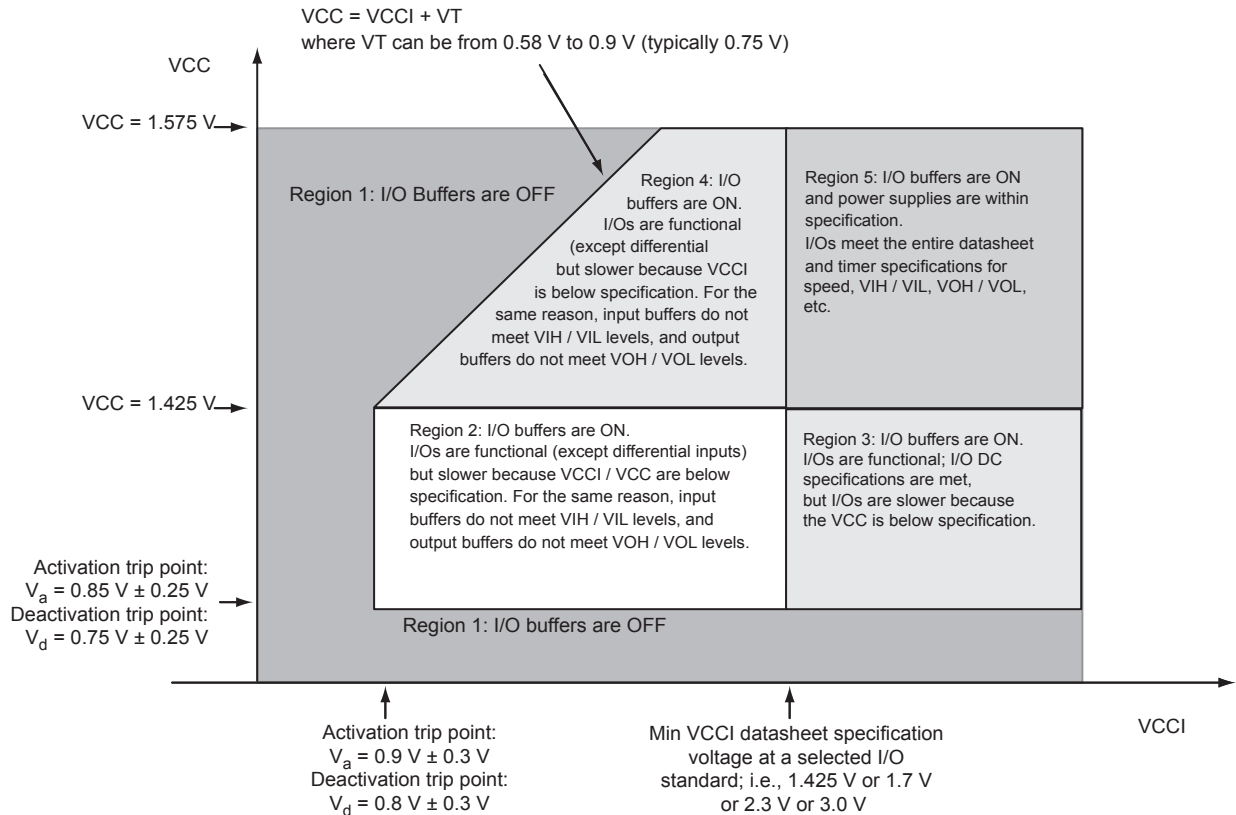 VCC = VCCI + VT
where VT can be from 0.58 V to 0.9 V (typically 0.75 V)
VCC
VCC = 1.575 V
Region 1: I/O Buffers are OFF
Region 4: I/O
buffers are ON.
I/Os are functional
(except differential
but slower because VCCI
is below specification. For the
same reason, input buffers do not
meet VIH / VIL levels, and output
buffers do not meet VOH / VOL levels.
Region 5: I/O buffers are ON
and power supplies are within
specification.
I/Os meet the entire datasheet
and timer specifications for
speed, VIH / VIL, VOH / VOL,
etc.
VCC = 1.425 V
Region 2: I/O buffers are ON.
I/Os are functional (except differential inputs)
but slower because VCCI / VCC are below
specification. For the same reason, input
buffers do not meet VIH / VIL levels, and
output buffers do not meet VOH / VOL levels.
Region 3: I/O buffers are ON.
I/Os are functional; I/O DC
specifications are met,
but I/Os are slower because
the VCC is below specification.
Activation trip point:
Va = 0.85 V ± 0.25 V
Deactivation trip point:
Vd = 0.75 V ± 0.25 V
Region 1: I/O buffers are OFF
Activation trip point:
Va = 0.9 V ± 0.3 V
Deactivation trip point:
Vd = 0.8 V ± 0.3 V
Min VCCI datasheet specification
voltage at a selected I/O
standard; i.e., 1.425 V or 1.7 V
or 2.3 V or 3.0 V
VCCI